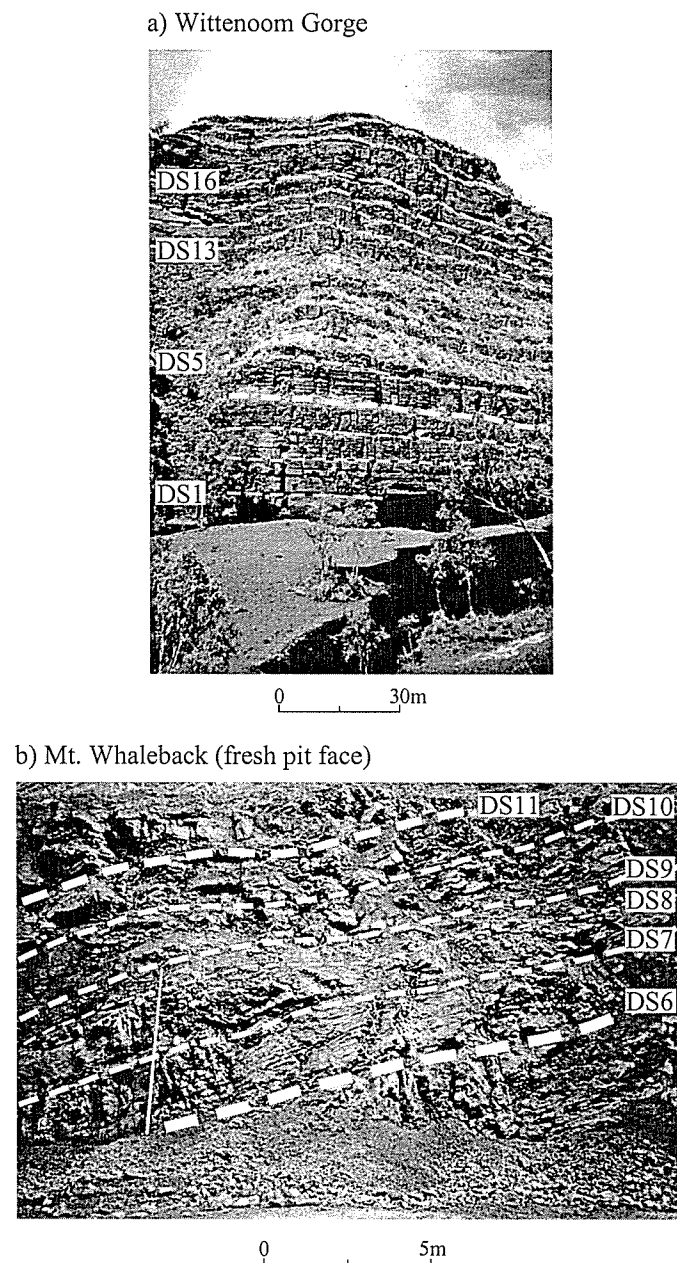 a) Wittenoom Gorge
DS16
DS13
DS5
DS1
0 30m
b) Mt. Whaleback (fresh pit face)
DS11 DS10
DS9
DS8
DS7
DS6
0 5m